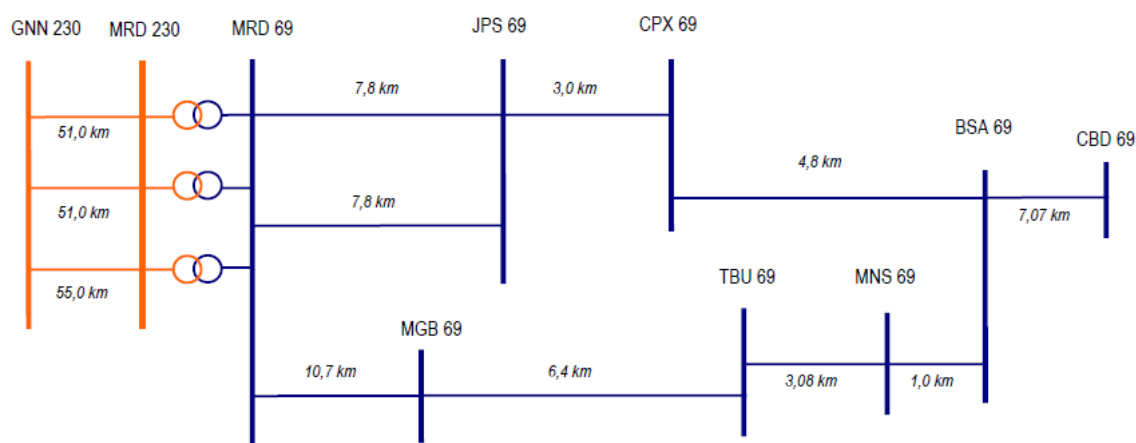 GNN 230
MRD 230
MRD 69
JPS 69
CPX 69
7,8 km
3,0 km
51,0 km
BSA 69
CBD 69
4,8 km
51,0 km
7,8 km
7,07 km
55,0 km
TBU 69
MNS 69
MGB 69
10,7 km
6,4 km
3,08 km
1,0 km